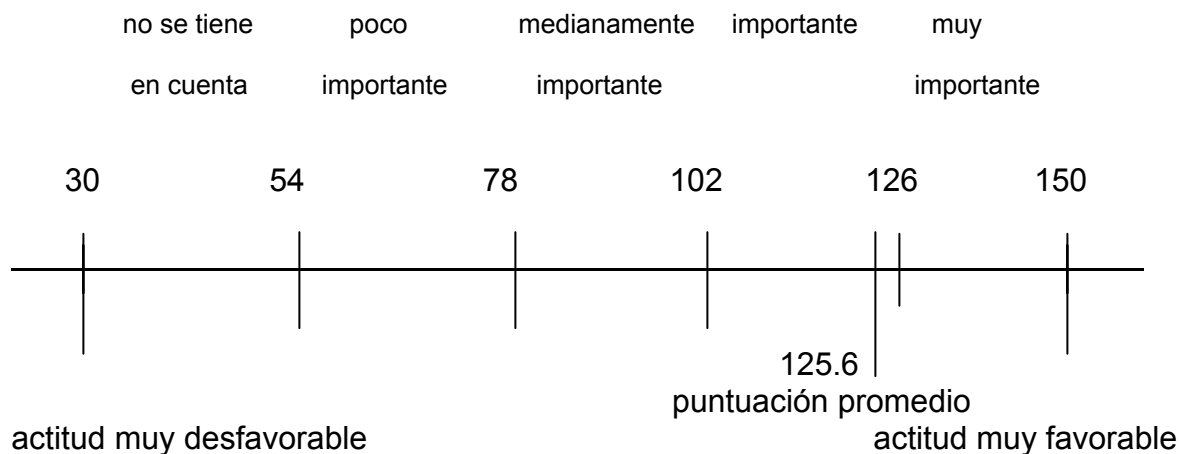 no se tiene poco medianamente importante muy
en cuenta importante importante importante
30 54 78 102 126 150
125.6
puntuación promedio
actitud muy desfavorable actitud muy favorable